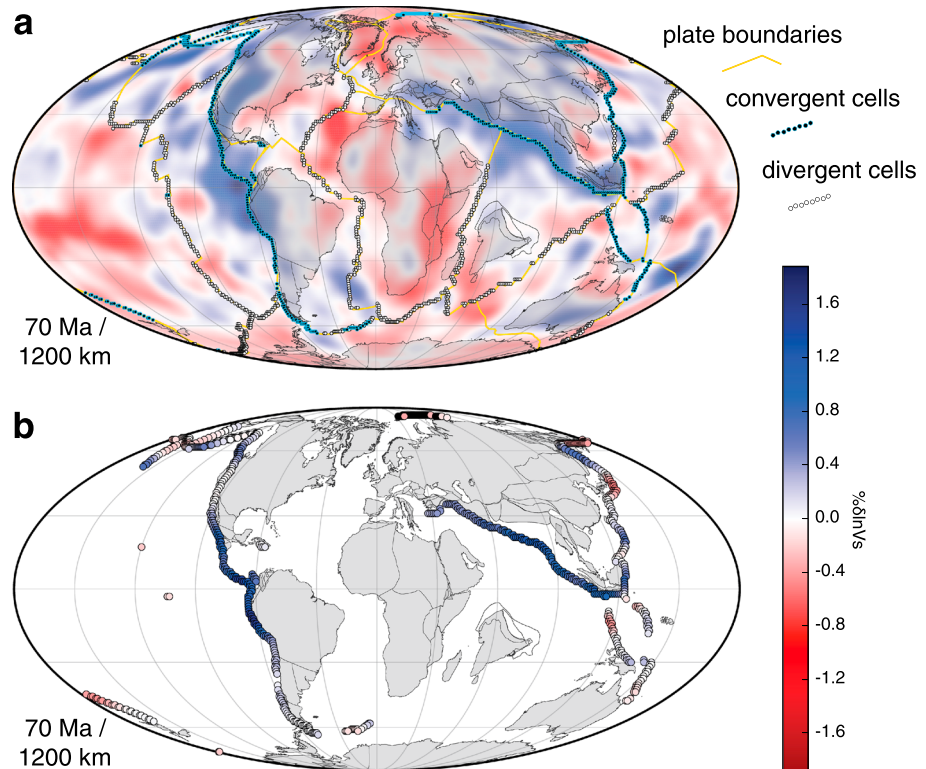 a
plate boundaries
convergent cells
divergent cells
70 Ma /
1200 km
b
70 Ma /
1200 km
1.6
1.2
0.8
0.4
0.0
-0.4
-0.8
-1.2
-1.6
%δlnVs